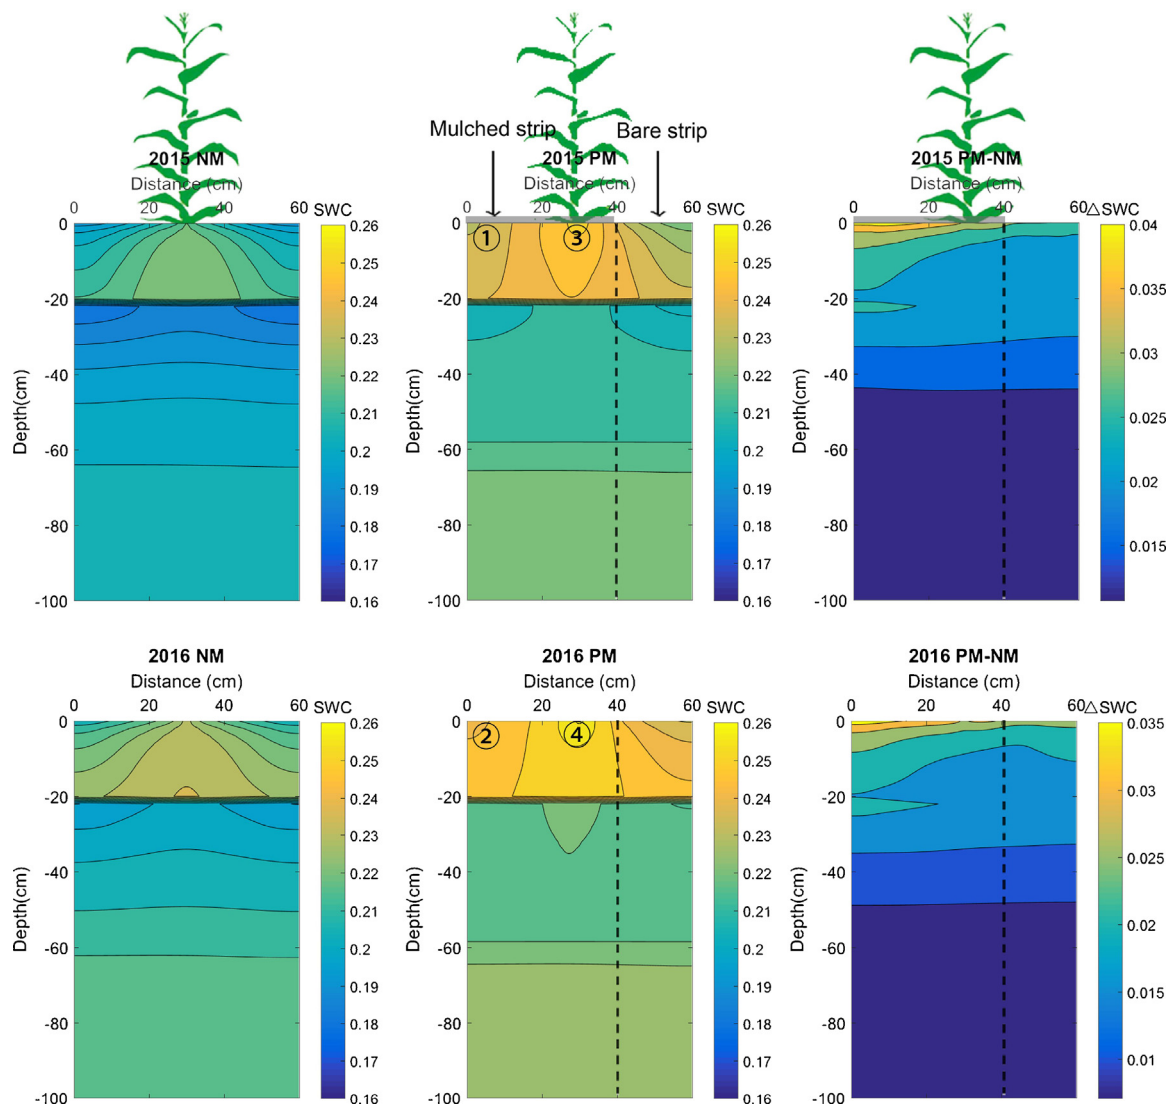 Mulched strip Bare strip
2015 NM 2015 PM 2015 PM-NM
Distance (cm) Distance (cm) Distance (cm)
0 20 40 60 SWC 0 20 40 60 SWC 0 20 40 60 △SWC
0 0.26 0 0.26 0 0.04
1 3
0.25 0.25
0.035
-20 0.24 -20 0.24 -20
0.23 0.23 0.03
-40 0.22 -40 0.22 -40
Depth(cm) 0.21 Depth(cm) 0.21 Depth(cm) 0.025
-60 0.2 -60 0.2 -60
0.19 0.19 0.02
-80 0.18 -80 0.18 -80
0.17 0.17 0.015
-100 0.16 -100 0.16 -100
2016 NM 2016 PM 2016 PM-NM
Distance (cm) Distance (cm) Distance (cm)
0 20 40 60 SWC 0 20 40 60 SWC 0 20 40 60 △SWC
0 0.26 0 0.26 0 0.035
2 4
0.25 0.25
-20 0.24 -20 0.24 -20 0.03
0.23 0.23
-40 0.22 -40 0.22 -40 0.025
Depth(cm) 0.21 Depth(cm) 0.21 Depth(cm)
-60 0.2 -60 0.2 -60 0.02
0.19 0.19 0.015
-80 0.18 -80 0.18 -80
0.17 0.17 0.01
-100 0.16 -100 0.16 -100